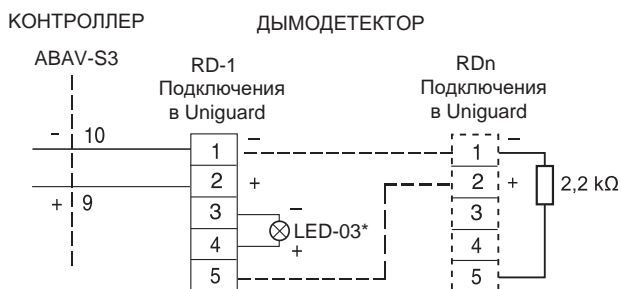 КОНТРОЛЛЕР
ДЫМОДЕТЕКТОР
ABAV-S3
RD-1
Подключения
в Uniguard
RDn
Подключения
в Uniguard
- 10
+ 9
1 −
2 +
3 −
LED-03*
4 +
5
1 −
2 +
2,2 kΩ
3
4
5